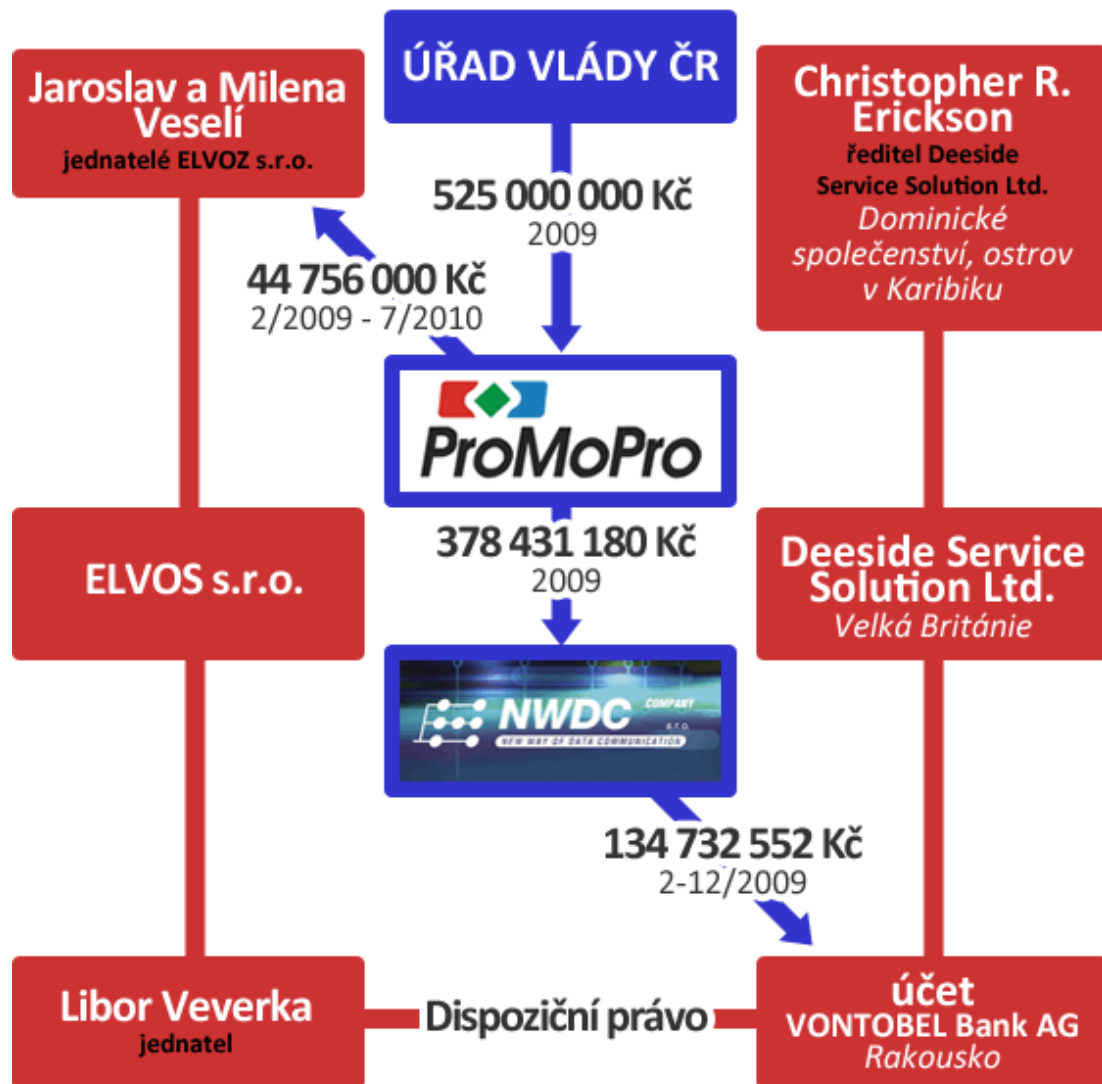 Jaroslav a Milena
Veselí
jednatelé ELVOZ s.r.o.
ÚŘAD VLÁDY ČR
Christopher R.
Erickson
ředitel Deeside
Service Solution Ltd.
Dominické
společenství, ostrov
v Karibiku
525 000 000 Kč
2009
44 756 000 Kč
2/2009 - 7/2010
ProMoPro
378 431 180 Kč
2009
ELVOS s.r.o.
Deeside Service
Solution Ltd.
Velká Británie
NWDC COMPANY
s.r.o.
NEW WAY OF DATA COMMUNICATION
134 732 552 Kč
2-12/2009
Libor Veverka
jednatel
Dispoziční právo
účet
VONTOBEL Bank AG
Rakousko